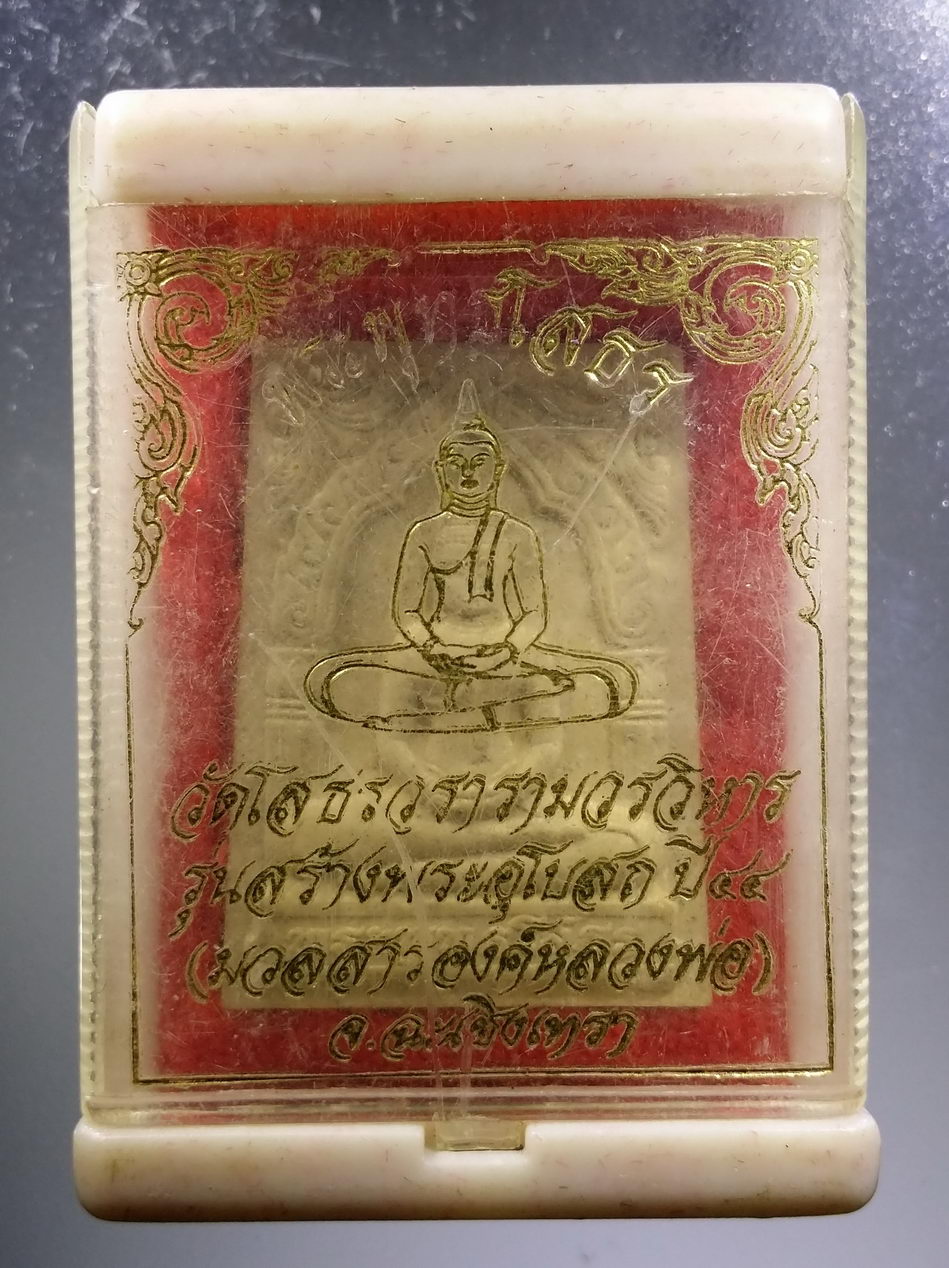 พระพุทธโสธร
วัดโสธรวรารามวรวิหาร
รุ่นสร้างพระอุโบสถ ปี๔๔
(มวลสารองค์หลวงพ่อ)
จ.ฉะเชิงเทรา